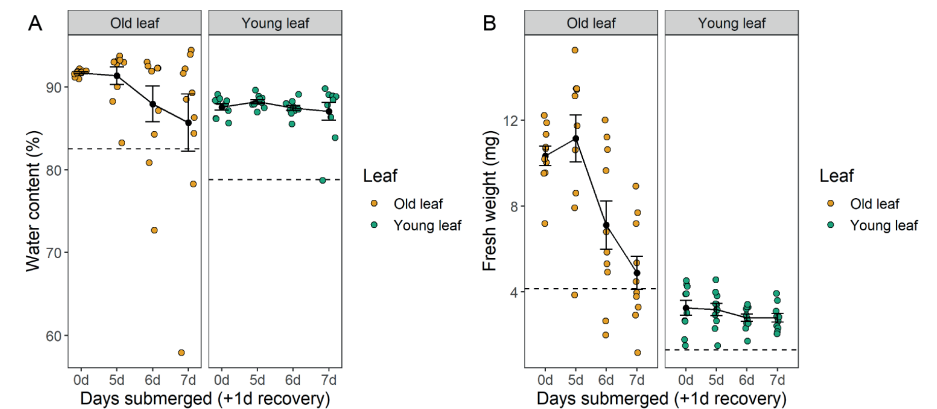 A
Old leaf
Young leaf
Water content (%)
90
80
70
60
0d 5d 6d 7d
0d 5d 6d 7d
Days submerged (+1d recovery)
Leaf
Old leaf
Young leaf
B
Old leaf
Young leaf
Fresh weight (mg)
12
8
4
0d 5d 6d 7d
0d 5d 6d 7d
Days submerged (+1d recovery)
Leaf
Old leaf
Young leaf